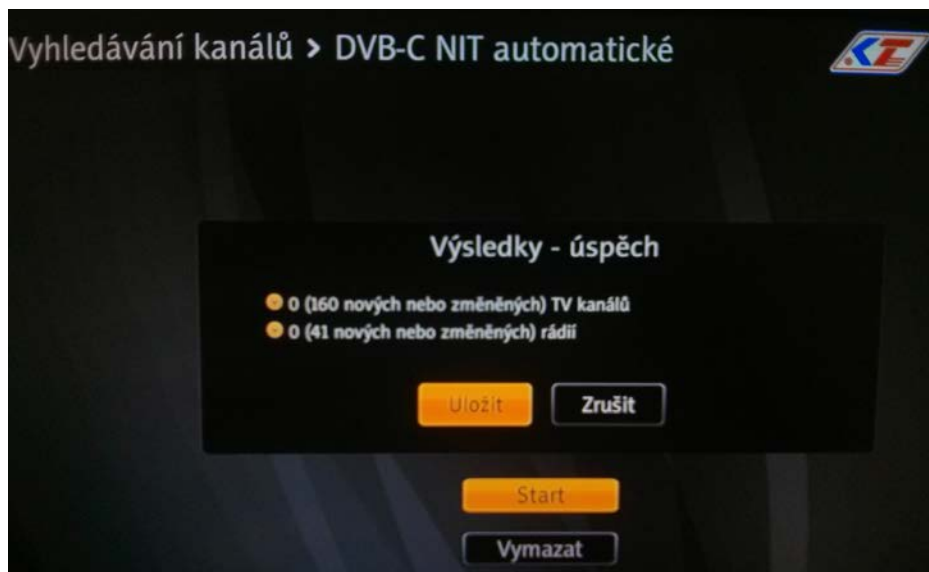 Vyhledávání kanálů > DVB-C NIT automatické
KT
Výsledky - úspěch
0 (160 nových nebo změněných) TV kanálů
0 (41 nových nebo změněných) rádií
Uložit Zrušit
Start
Vymazat